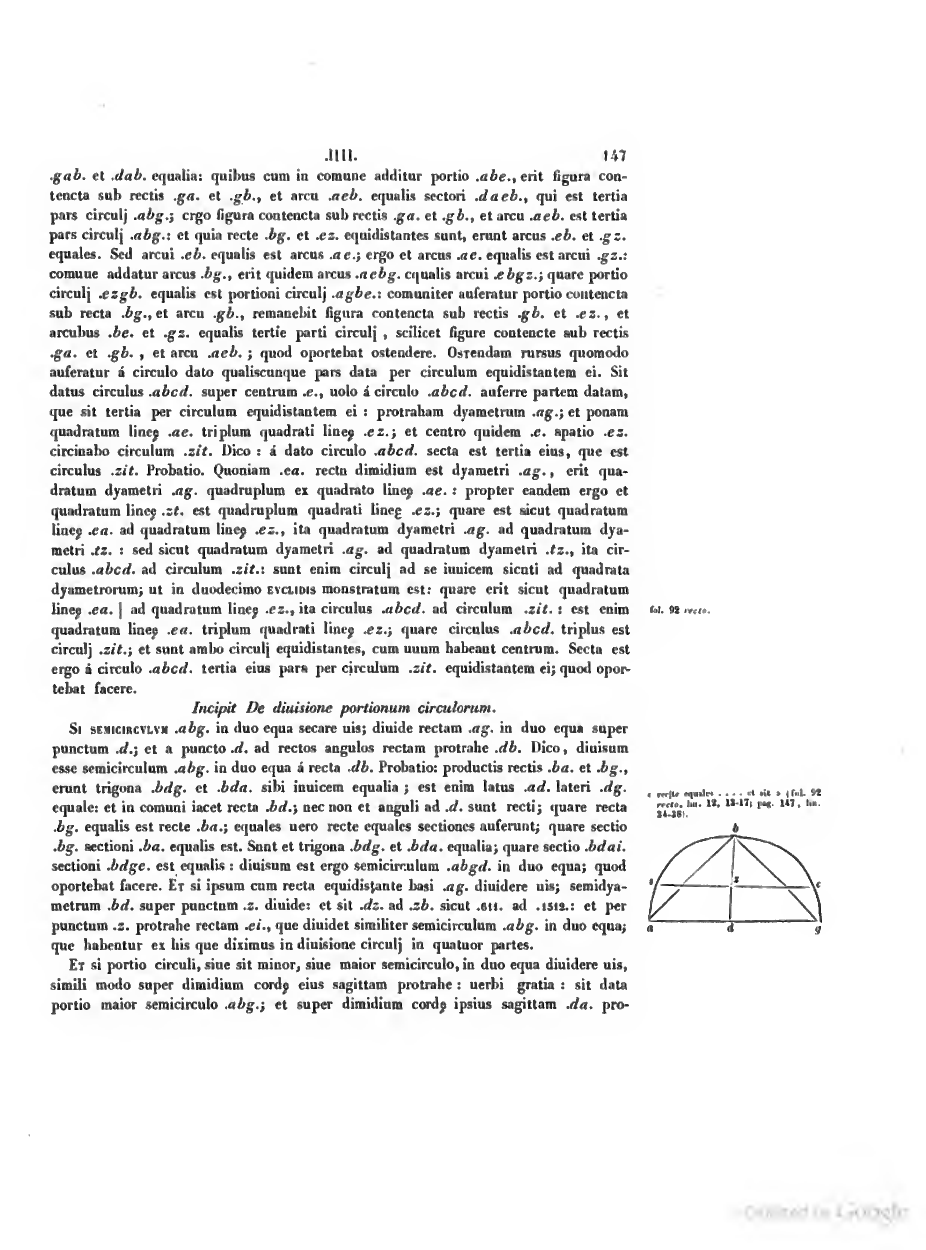 .IIII. 147
.gab. et .dab. equalia: quibus cum in comune additur portio .abe., erit figura con-
tencta sub rectis .ga. et .gb., et arcu .aeb. equalis sectori .daeb., qui est tertia
pars circulj .abg.; ergo figura contencta sub rectis .ga. et .gb., et arcu .aeb. est tertia
pars circulj .abg.: et quia recte .bg. et .ez. equidistantes sunt, erunt arcus .eb. et .gz.
equales. Sed arcui .eb. equalis est arcus .ae.; ergo et arcus .ae. equalis est arcui .gz.:
comune addatur arcus .bg., erit quidem arcus .aebg. equalis arcui .ebgz.; quare portio
circulj .ezgb. equalis est portioni circulj .agbe.: comuniter auferatur portio contencta
sub recta .bg., et arcu .gb., remanebit figura contencta sub rectis .gb. et .ez., et
arcubus .be. et .gz. equalis tertie parti circulj , scilicet figure contencte sub rectis
.ga. et .gb. , et arcu .aeb. ; quod oportebat ostendere. Ostendam rursus quomodo
auferatur á circulo dato qualiscunque pars data per circulum equidistantem ei. Sit
datus circulus .abcd. super centrum .e., uolo á circulo .abcd. auferre partem datam,
que sit tertia per circulum equidistantem ei : protraham dyametrum .ag.; et ponam
quadratum lineę .ae. triplum quadrati lineę .ez.; et centro quidem .e. spatio .ez.
circinabo circulum .zit. Dico : á dato circulo .abcd. secta est tertia eius, que est
circulus .zit. Probatio. Quoniam .ea. recta dimidium est dyametri .ag., erit qua-
dratum dyametri .ag. quadruplum ex quadrato lineę .ae. : propter eandem ergo et
quadratum lineę .zt. est quadruplum quadrati lineę .ez.; quare est sicut quadratum
lineę .ea. ad quadratum lineę .ez., ita quadratum dyametri .ag. ad quadratum dya-
metri .tz. : sed sicut quadratum dyametri .ag. ad quadratum dyametri .tz., ita cir-
culus .abcd. ad circulum .zit.: sunt enim circulj ad se inuicem sicuti ad quadrata
dyametrorum; ut in duodecimo EVCLIDIS monstratum est: quare erit sicut quadratum
lineę .ea. | ad quadratum lineę .ez., ita circulus .abcd. ad circulum .zit. : est enim
fol. 92 recto.
quadratum lineę .ea. triplum quadrati lineę .ez.; quare circulus .abcd. triplus est
circulj .zit.; et sunt ambo circulj equidistantes, cum unum habeant centrum. Secta est
ergo á circulo .abcd. tertia eius pars per circulum .zit. equidistantem ei; quod opor-
tebat facere.
Incipit De diuisione portionum circulorum.
SI SEMICIRCVLVM .abg. in duo equa secare uis; diuide rectam .ag. in duo equa super
punctum .d.; et a puncto .d. ad rectos angulos rectam protrahe .db. Dico, diuisum
esse semicirculum .abg. in duo equa á recta .db. Probatio: productis rectis .ba. et .bg.,
erunt trigona .bdg. et .bda. sibi inuicem equalia ; est enim latus .ad. lateri .dg.
equale: et in comuni iacet recta .bd.; nec non et anguli ad .d. sunt recti; quare recta
.bg. equalis est recte .ba.; equales uero recte equales sectiones auferunt; quare sectio
.bg. sectioni .ba. equalis est. Sunt et trigona .bdg. et .bda. equalia; quare sectio .bdai.
sectioni .bdge. est equalis : diuisum est ergo semicirculum .abgd. in duo equa; quod
oportebat facere. ET si ipsum cum recta equidistante basi .ag. diuidere uis; semidya-
metrum .bd. super punctum .z. diuide: et sit .dz. ad .zb. sicut .611. ad .1512.: et per
punctum .z. protrahe rectam .ei., que diuidet similiter semicirculum .abg. in duo equa;
que habentur ex his que diximus in diuisione circulj in quatuor partes.
ET si portio circuli, siue sit minor, siue maior semicirculo, in duo equa diuidere uis,
simili modo super dimidium cordę eius sagittam protrahe : uerbi gratia : sit data
portio maior semicirculo .abg.; et super dimidium cordę ipsius sagittam .da. pro-
« recte equales . . . . et sit » (fol. 92
recto, lin. 12, 13-17; pag. 147, lin.
34-38).
b
z
e
a d g
Digitized by Google